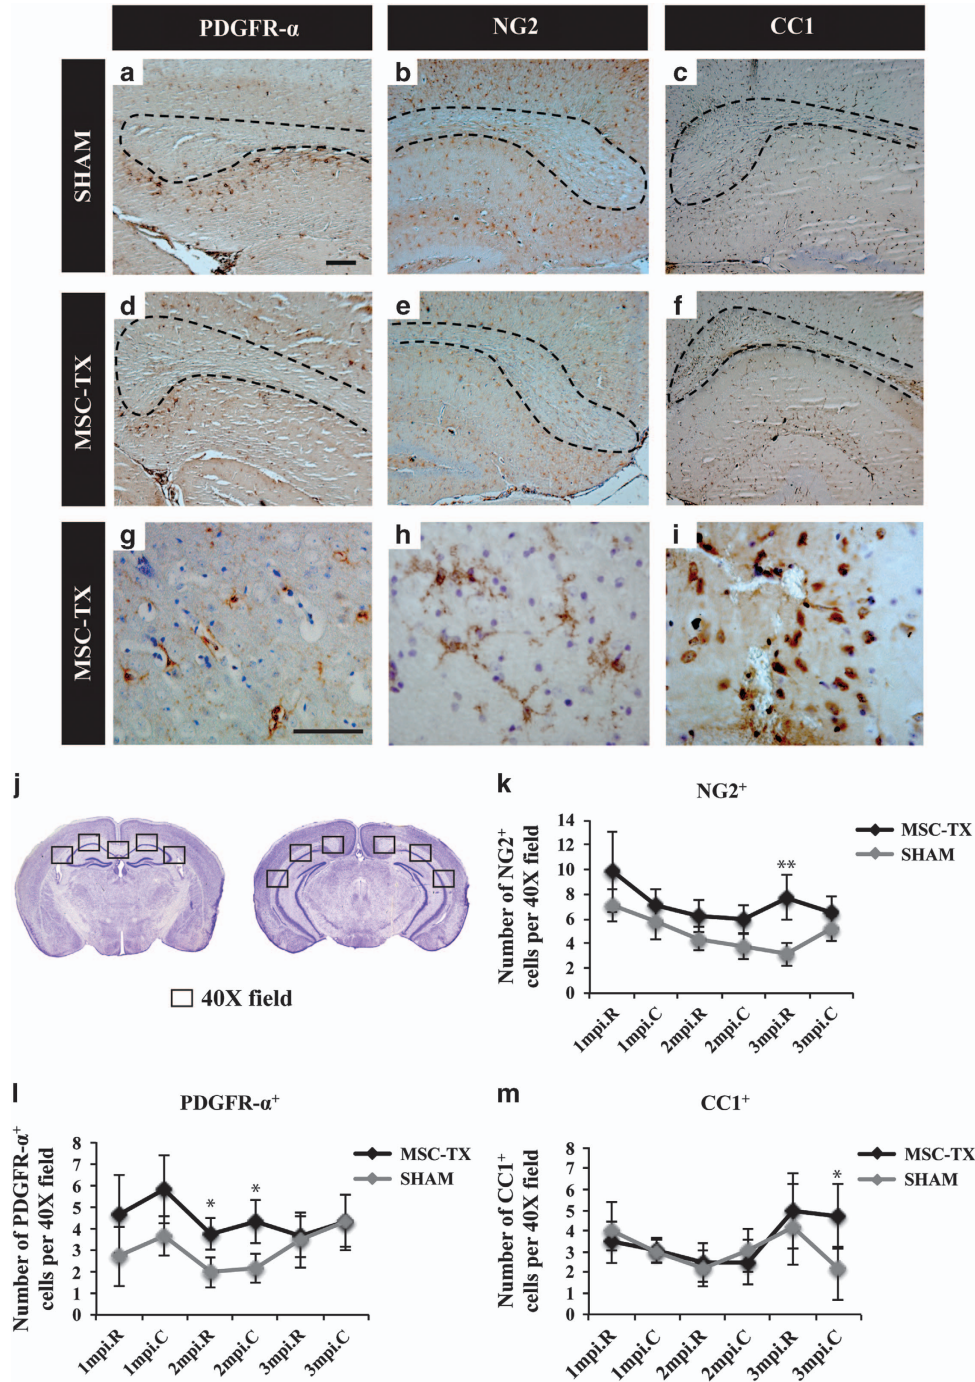 PDGFR-α NG2 CC1
SHAM
a b c
MSC-TX
d e f
MSC-TX
g h i
j
40X field
k
NG2⁺
Number of NG2⁺
cells per 40X field
14
12
10
8
6
4
2
0
**
MSC-TX
SHAM
1mpi.R 1mpi.C 2mpi.R 2mpi.C 3mpi.R 3mpi.C
l
PDGFR-α⁺
Number of PDGFR-α⁺
cells per 40X field
8
7
6
5
4
3
2
1
0
* *
MSC-TX
SHAM
1mpi.R 1mpi.C 2mpi.R 2mpi.C 3mpi.R 3mpi.C
m
CC1⁺
Number of CC1⁺
cells per 40X field
8
7
6
5
4
3
2
1
0
*
MSC-TX
SHAM
1mpi.R 1mpi.C 2mpi.R 2mpi.C 3mpi.R 3mpi.C